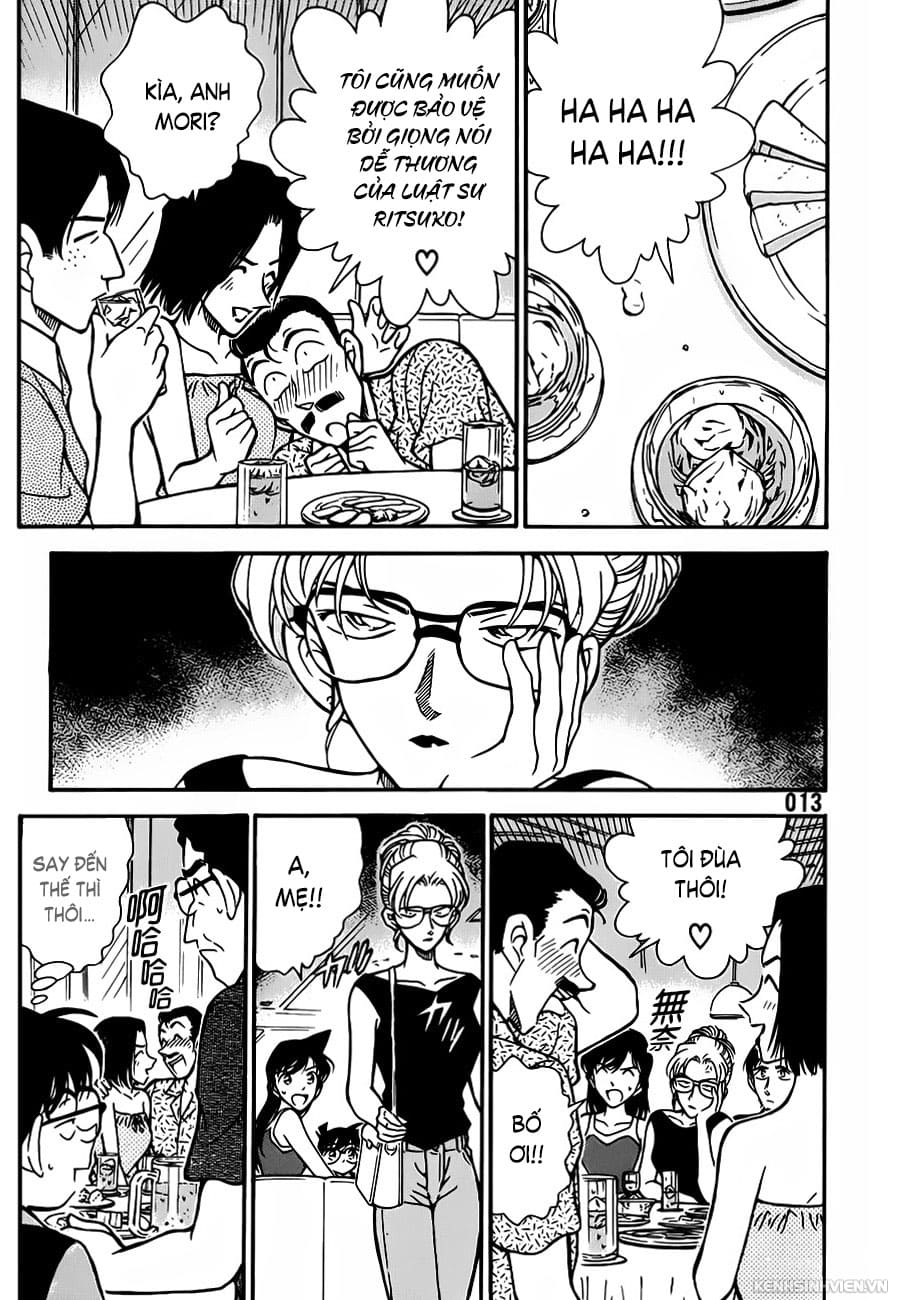 HA HA HA
HA HA!!!
TÔI CŨNG MUỐN
ĐƯỢC BẢO VỆ
BỞI GIỌNG NÓI
DỄ THƯƠNG
CỦA LUẬT SƯ
RITSUKO!
♡
KÌA, ANH
MORI?
013
TÔI ĐÙA
THÔI!
♡
無奈
BỐ
ƠI!!
A,
MẸ!!
SAY ĐẾN
THẾ THÌ
THÔI...
啊哈哈哈
KENHSINHVIEN.VN